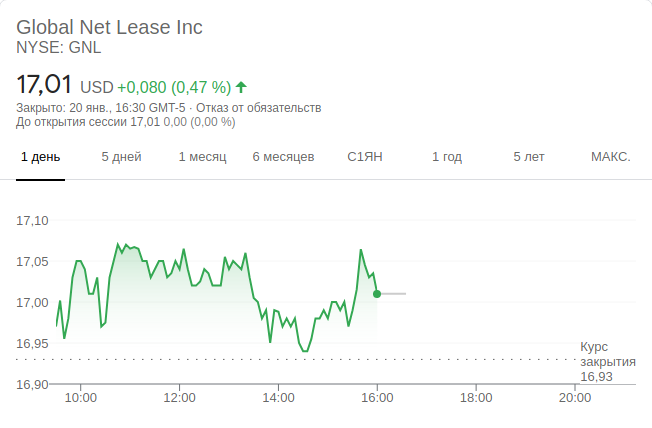 Global Net Lease Inc
NYSE: GNL
17,01 USD +0,080 (0,47 %)
Закрыто: 20 янв., 16:30 GMT-5 · Отказ от обязательств
До открытия сессии 17,01 0,00 (0,00 %)
1 день 5 дней 1 месяц 6 месяцев С1ЯН 1 год 5 лет МАКС.
17,10
17,05
17,00
16,95
16,90
Курс
закрытия
16,93
10:00 12:00 14:00 16:00 18:00 20:00